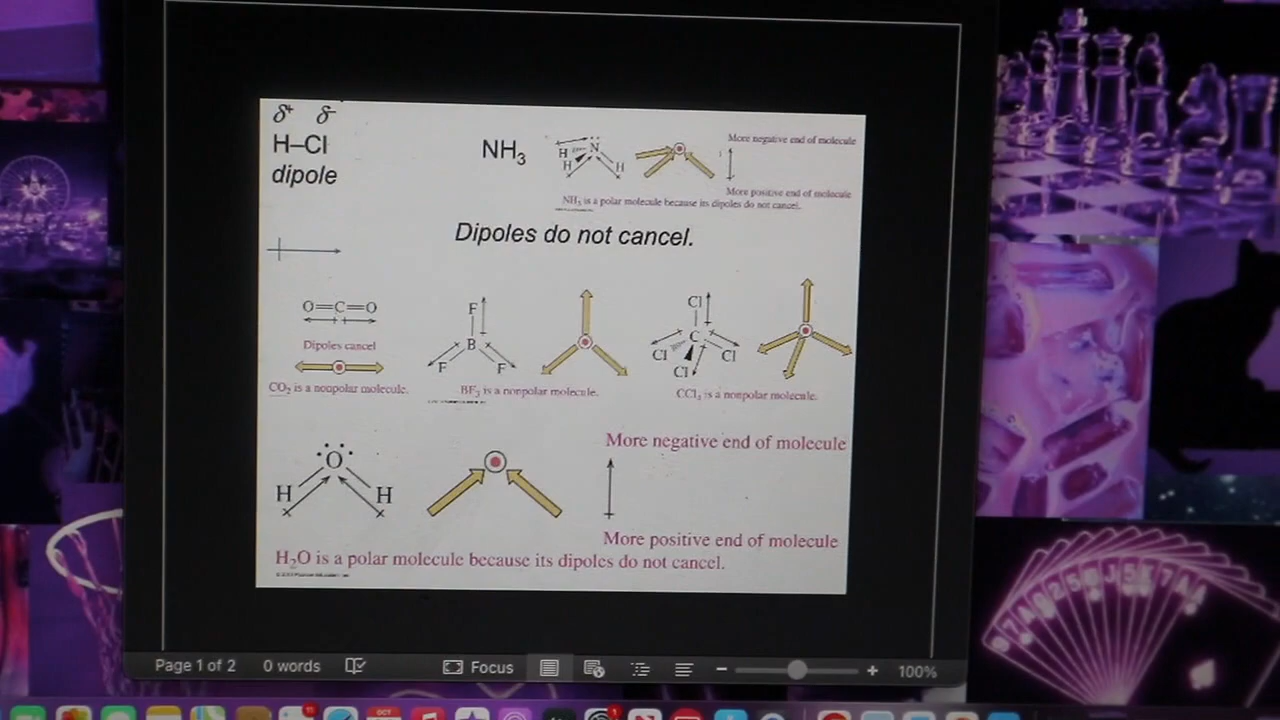 δ+ δ-
H–Cl
dipole
NH3
N
H
H
H
More negative end of molecule
More positive end of molecule
NH3 is a polar molecule because its dipoles do not cancel.
Dipoles do not cancel.
O=C=O
Dipoles cancel
CO2 is a nonpolar molecule.
F
B
F
F
BF3 is a nonpolar molecule.
Cl
C
Cl
Cl
Cl
is a nonpolar molecule.
More negative end of molecule
O
H
H
More positive end of molecule
H2O is a polar molecule because its dipoles do not cancel.
Page 1 of 2
0 words
Focus
100%
OCT